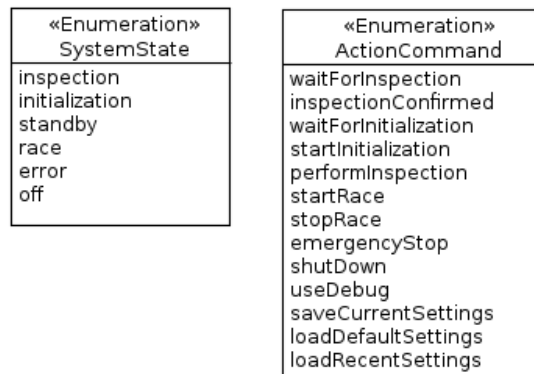 «Enumeration»
SystemState
inspection
initialization
standby
race
error
off
«Enumeration»
ActionCommand
waitForInspection
inspectionConfirmed
waitForInitialization
startInitialization
performInspection
startRace
stopRace
emergencyStop
shutDown
useDebug
saveCurrentSettings
loadDefaultSettings
loadRecentSettings